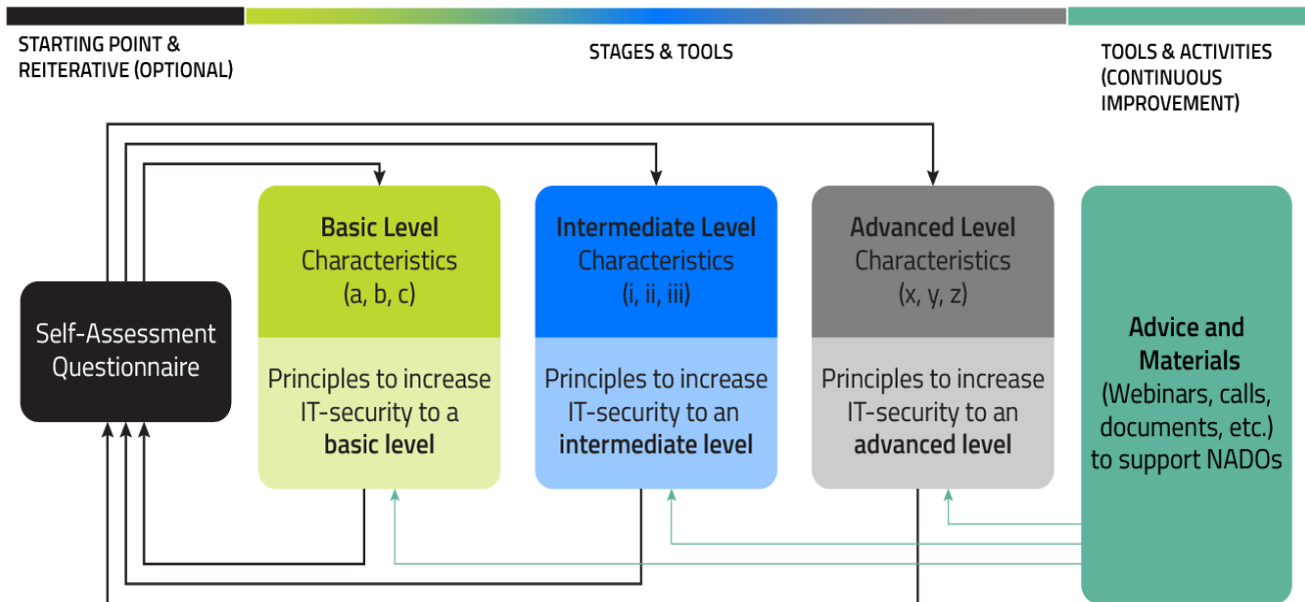 STARTING POINT &
REITERATIVE (OPTIONAL)
STAGES & TOOLS
TOOLS & ACTIVITIES
(CONTINUOUS
IMPROVEMENT)
Self-Assessment
Questionnaire
Basic Level
Characteristics
(a, b, c)
Principles to increase
IT-security to a
basic level
Intermediate Level
Characteristics
(i, ii, iii)
Principles to increase
IT-security to an
intermediate level
Advanced Level
Characteristics
(x, y, z)
Principles to increase
IT-security to an
advanced level
Advice and
Materials
(Webinars, calls,
documents, etc.)
to support NADOs